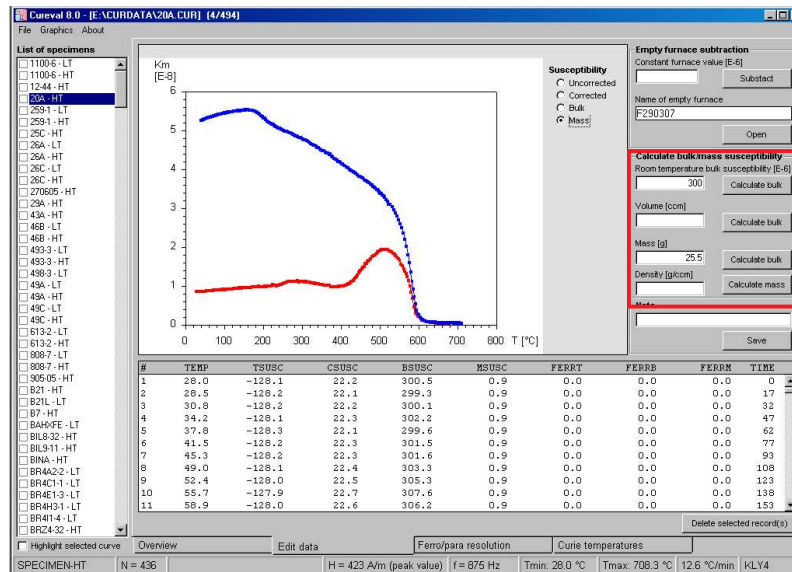 Cureval 8.0 - [E:\CURDATA\20A.CUR] (4/494)
File Graphics About
List of specimens
1100-6 - LT
1100-6 - HT
12-44 - HT
20A - HT
259-1 - LT
259-1 - HT
25C - HT
26A - LT
26A - HT
26C - LT
26C - HT
270605 - HT
29A - HT
43A - HT
46B - LT
46B - HT
493-3 - LT
493-3 - HT
498-3 - LT
49A - LT
49A - HT
49C - LT
49C - HT
613-2 - LT
613-2 - HT
808-7 - LT
808-7 - HT
905-05 - HT
B21 - HT
B21L - LT
B7 - HT
BAHXFE - LT
BIL8-32 - HT
BIL9-11 - HT
BINA - HT
BR4A2-2 - LT
BR4C1-1 - LT
BR4E1-3 - LT
BR4H3-1 - LT
BR4I1-4 - LT
BRZ4-32 - HT
Highlight selected curve
Km
[E-8]
6
5
4
3
2
1
0
0 100 200 300 400 500 600 700 800 T [°C]
Susceptibility
Uncorrected
Corrected
Bulk
Mass
Empty furnace subtraction
Constant furnace value [E-6]
Substact
Name of empty furnace
F290307
Open
Calculate bulk/mass susceptibility
Room temperature bulk susceptibility [E-6]
300 Calculate bulk
Volume [ccm]
Calculate bulk
Mass [g]
25.5 Calculate bulk
Density [g/ccm]
Calculate mass
Note
Save
# TEMP TSUSC CSUSC BSUSC MSUSC FERRT FERRB FERRM TIME
1 28.0 -128.1 22.2 300.5 0.9 0.0 0.0 0.0 0
2 28.5 -128.2 22.1 299.3 0.9 0.0 0.0 0.0 17
3 30.8 -128.2 22.2 300.1 0.9 0.0 0.0 0.0 32
4 34.2 -128.1 22.3 302.2 0.9 0.0 0.0 0.0 47
5 37.8 -128.3 22.1 299.6 0.9 0.0 0.0 0.0 62
6 41.5 -128.2 22.3 301.5 0.9 0.0 0.0 0.0 77
7 45.3 -128.2 22.3 301.6 0.9 0.0 0.0 0.0 93
8 49.0 -128.1 22.4 303.3 0.9 0.0 0.0 0.0 108
9 52.4 -128.0 22.5 305.3 0.9 0.0 0.0 0.0 123
10 55.7 -127.9 22.7 307.6 0.9 0.0 0.0 0.0 138
11 58.9 -128.0 22.6 306.2 0.9 0.0 0.0 0.0 153
Delete selected record(s)
Overview Edit data Ferro/para resolution Curie temperatures
SPECIMEN-HT N = 436 H = 423 A/m (peak value) f = 875 Hz Tmin: 28.0 °C Tmax: 708.3 °C 12.6 °C/min KLY4